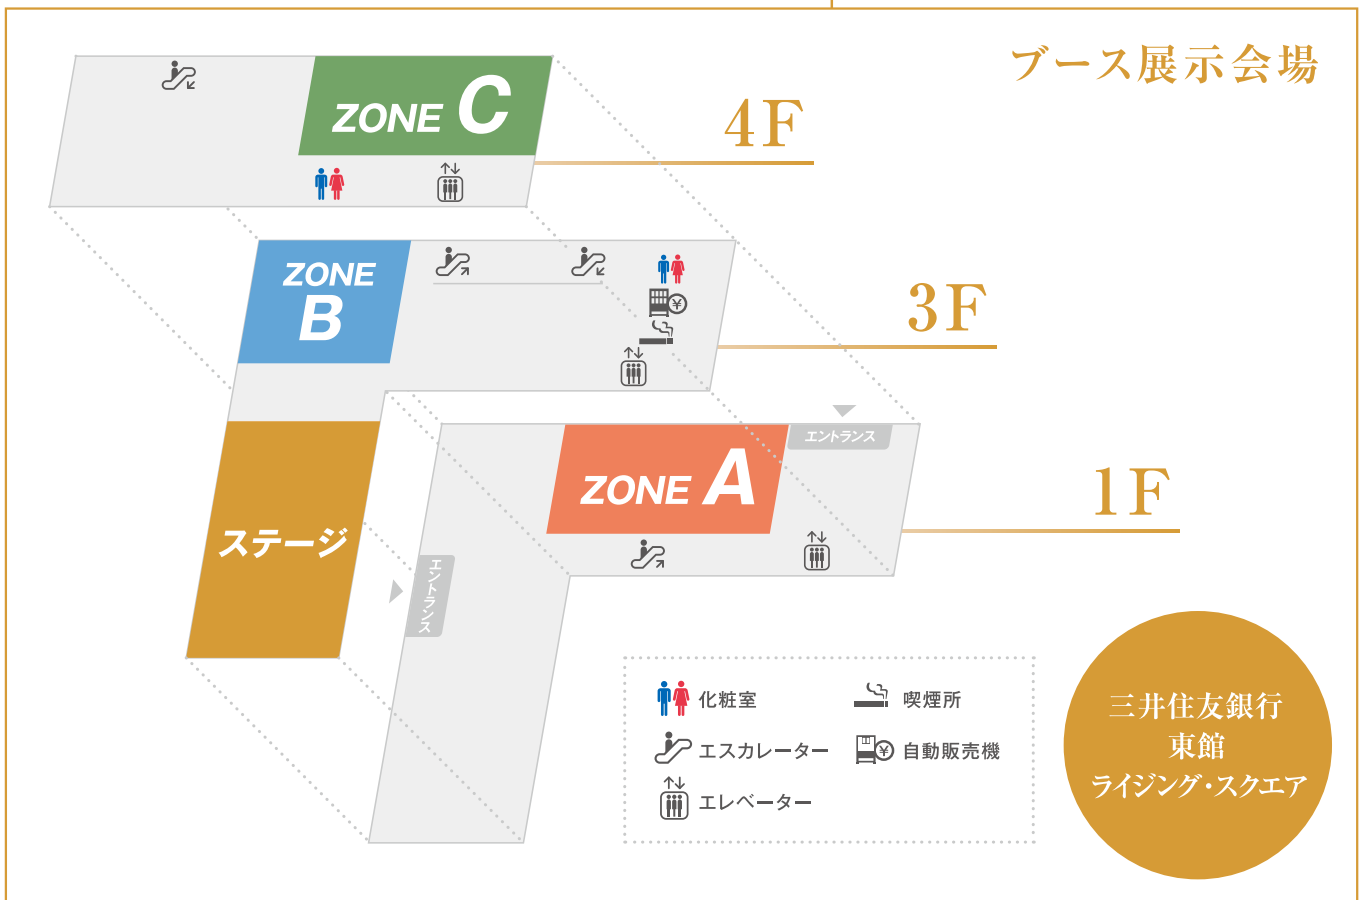 ブース展示会場
ZONE C
4F
ZONE
B
3F
エントランス
ZONE A
1F
ステージ
エントランス
化粧室
喫煙所
エスカレーター
自動販売機
エレベーター
三井住友銀行
東館
ライジング・スクエア